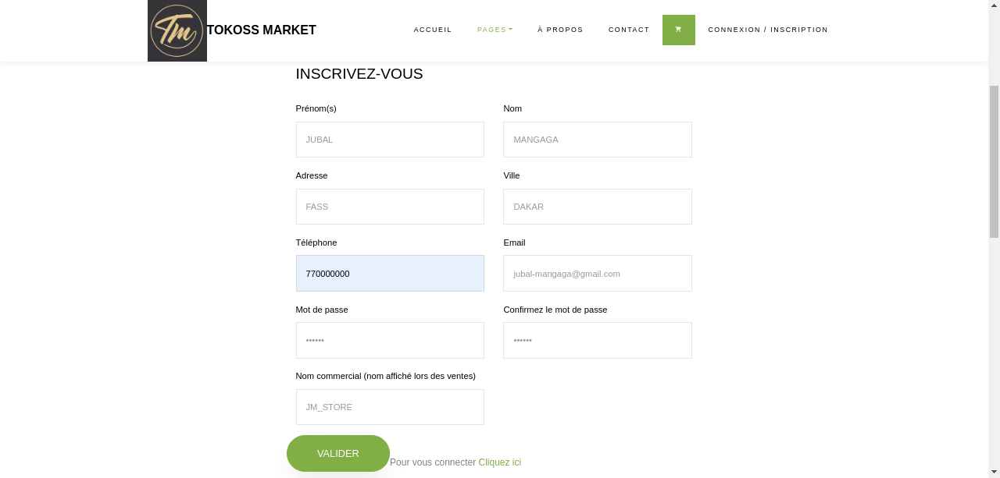 Tm TOKOSS MARKET ACCUEIL PAGES À PROPOS CONTACT CONNEXION / INSCRIPTION
INSCRIVEZ-VOUS
Prénom(s) Nom
JUBAL MANGAGA
Adresse Ville
FASS DAKAR
Téléphone Email
770000000 jubal-mangaga@gmail.com
Mot de passe Confirmez le mot de passe
•••••• ••••••
Nom commercial (nom affiché lors des ventes)
JM_STORE
VALIDER Pour vous connecter Cliquez ici